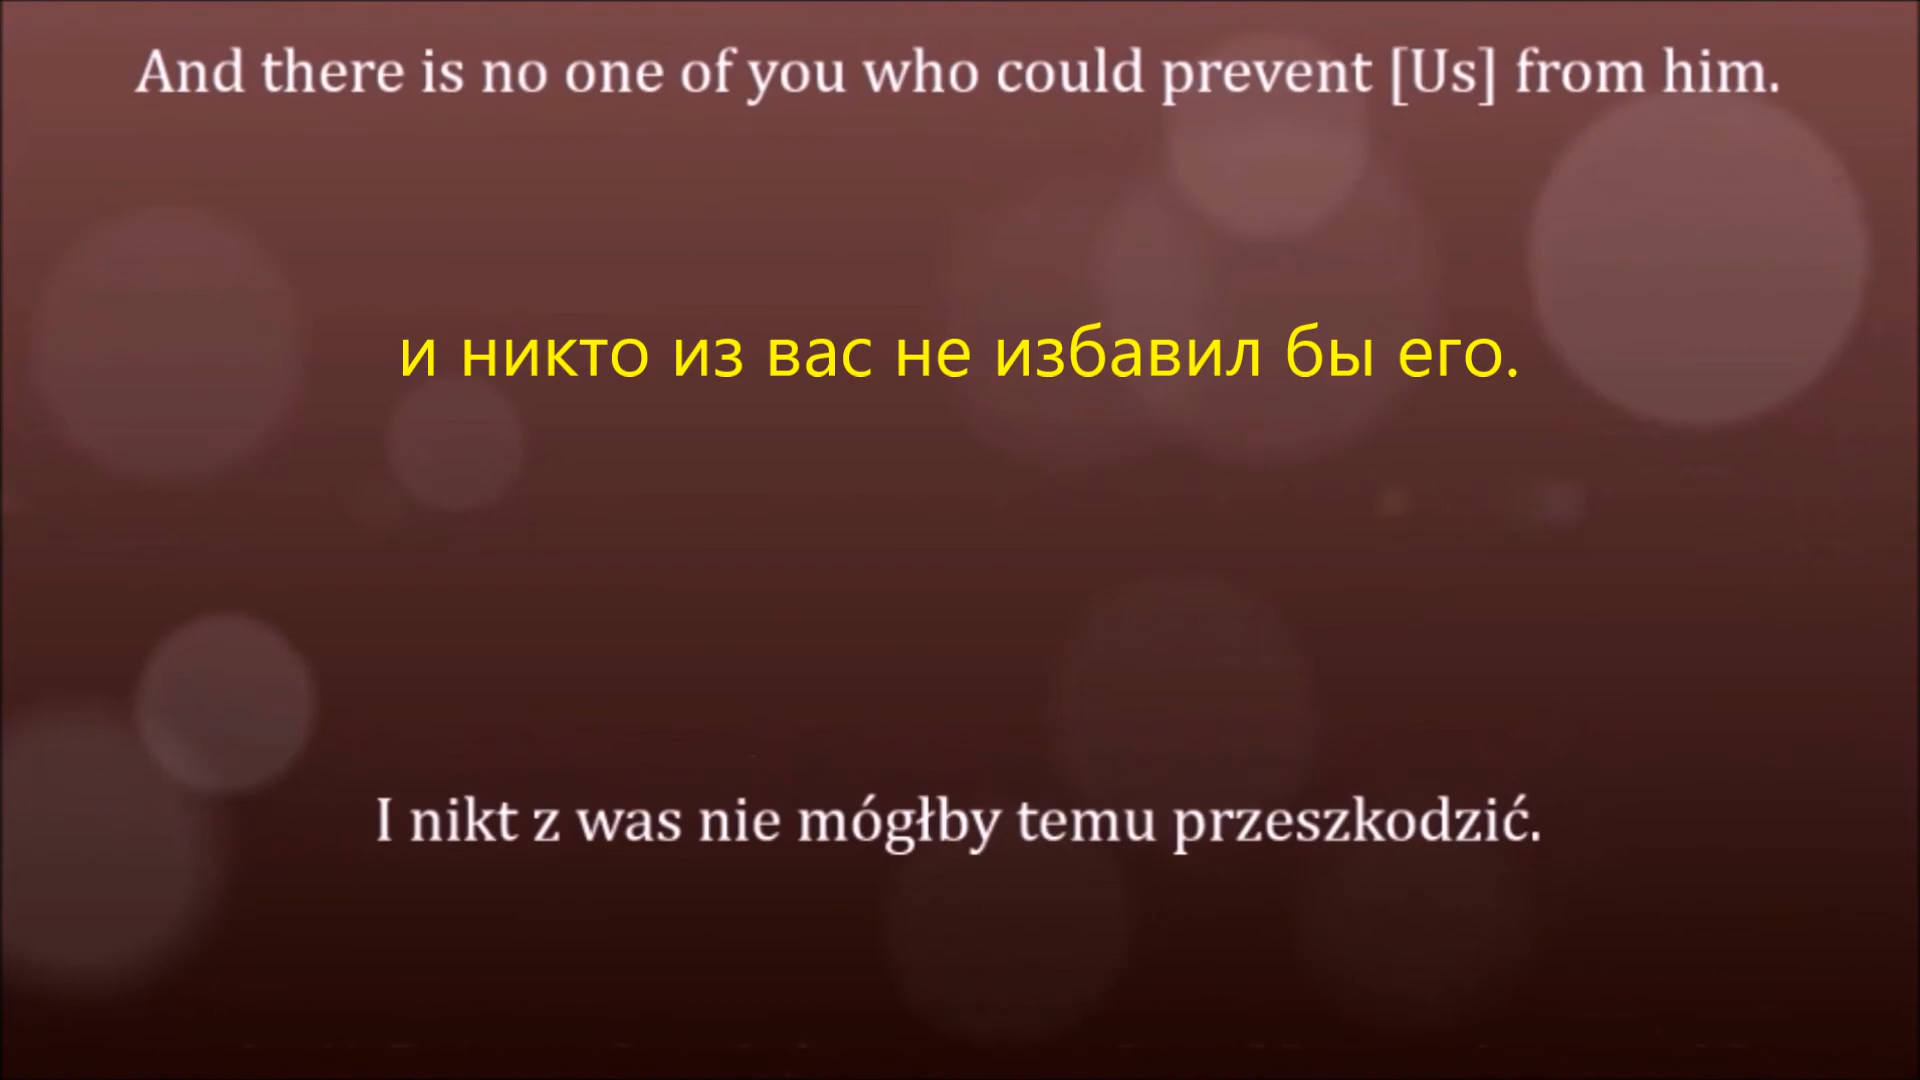 And there is no one of you who could prevent [Us] from him.
и никто из вас не избавил бы его.
I nikt z was nie mógłby temu przeszkodzić.